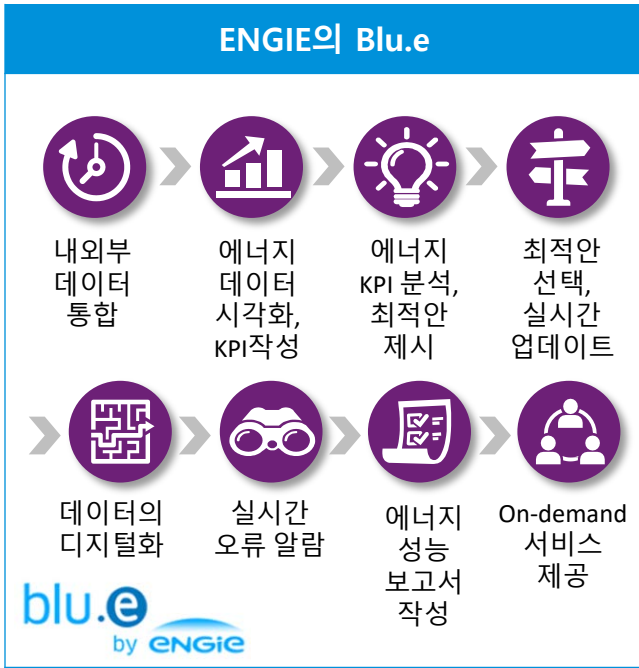 ENGIE의 Blu.e
내외부
데이터
통합
에너지
데이터
시각화,
KPI작성
에너지
KPI 분석,
최적안
제시
최적안
선택,
실시간
업데이트
데이터의
디지털화
실시간
오류 알람
에너지
성능
보고서
작성
On-demand
서비스
제공
blu.e
by ENGIE